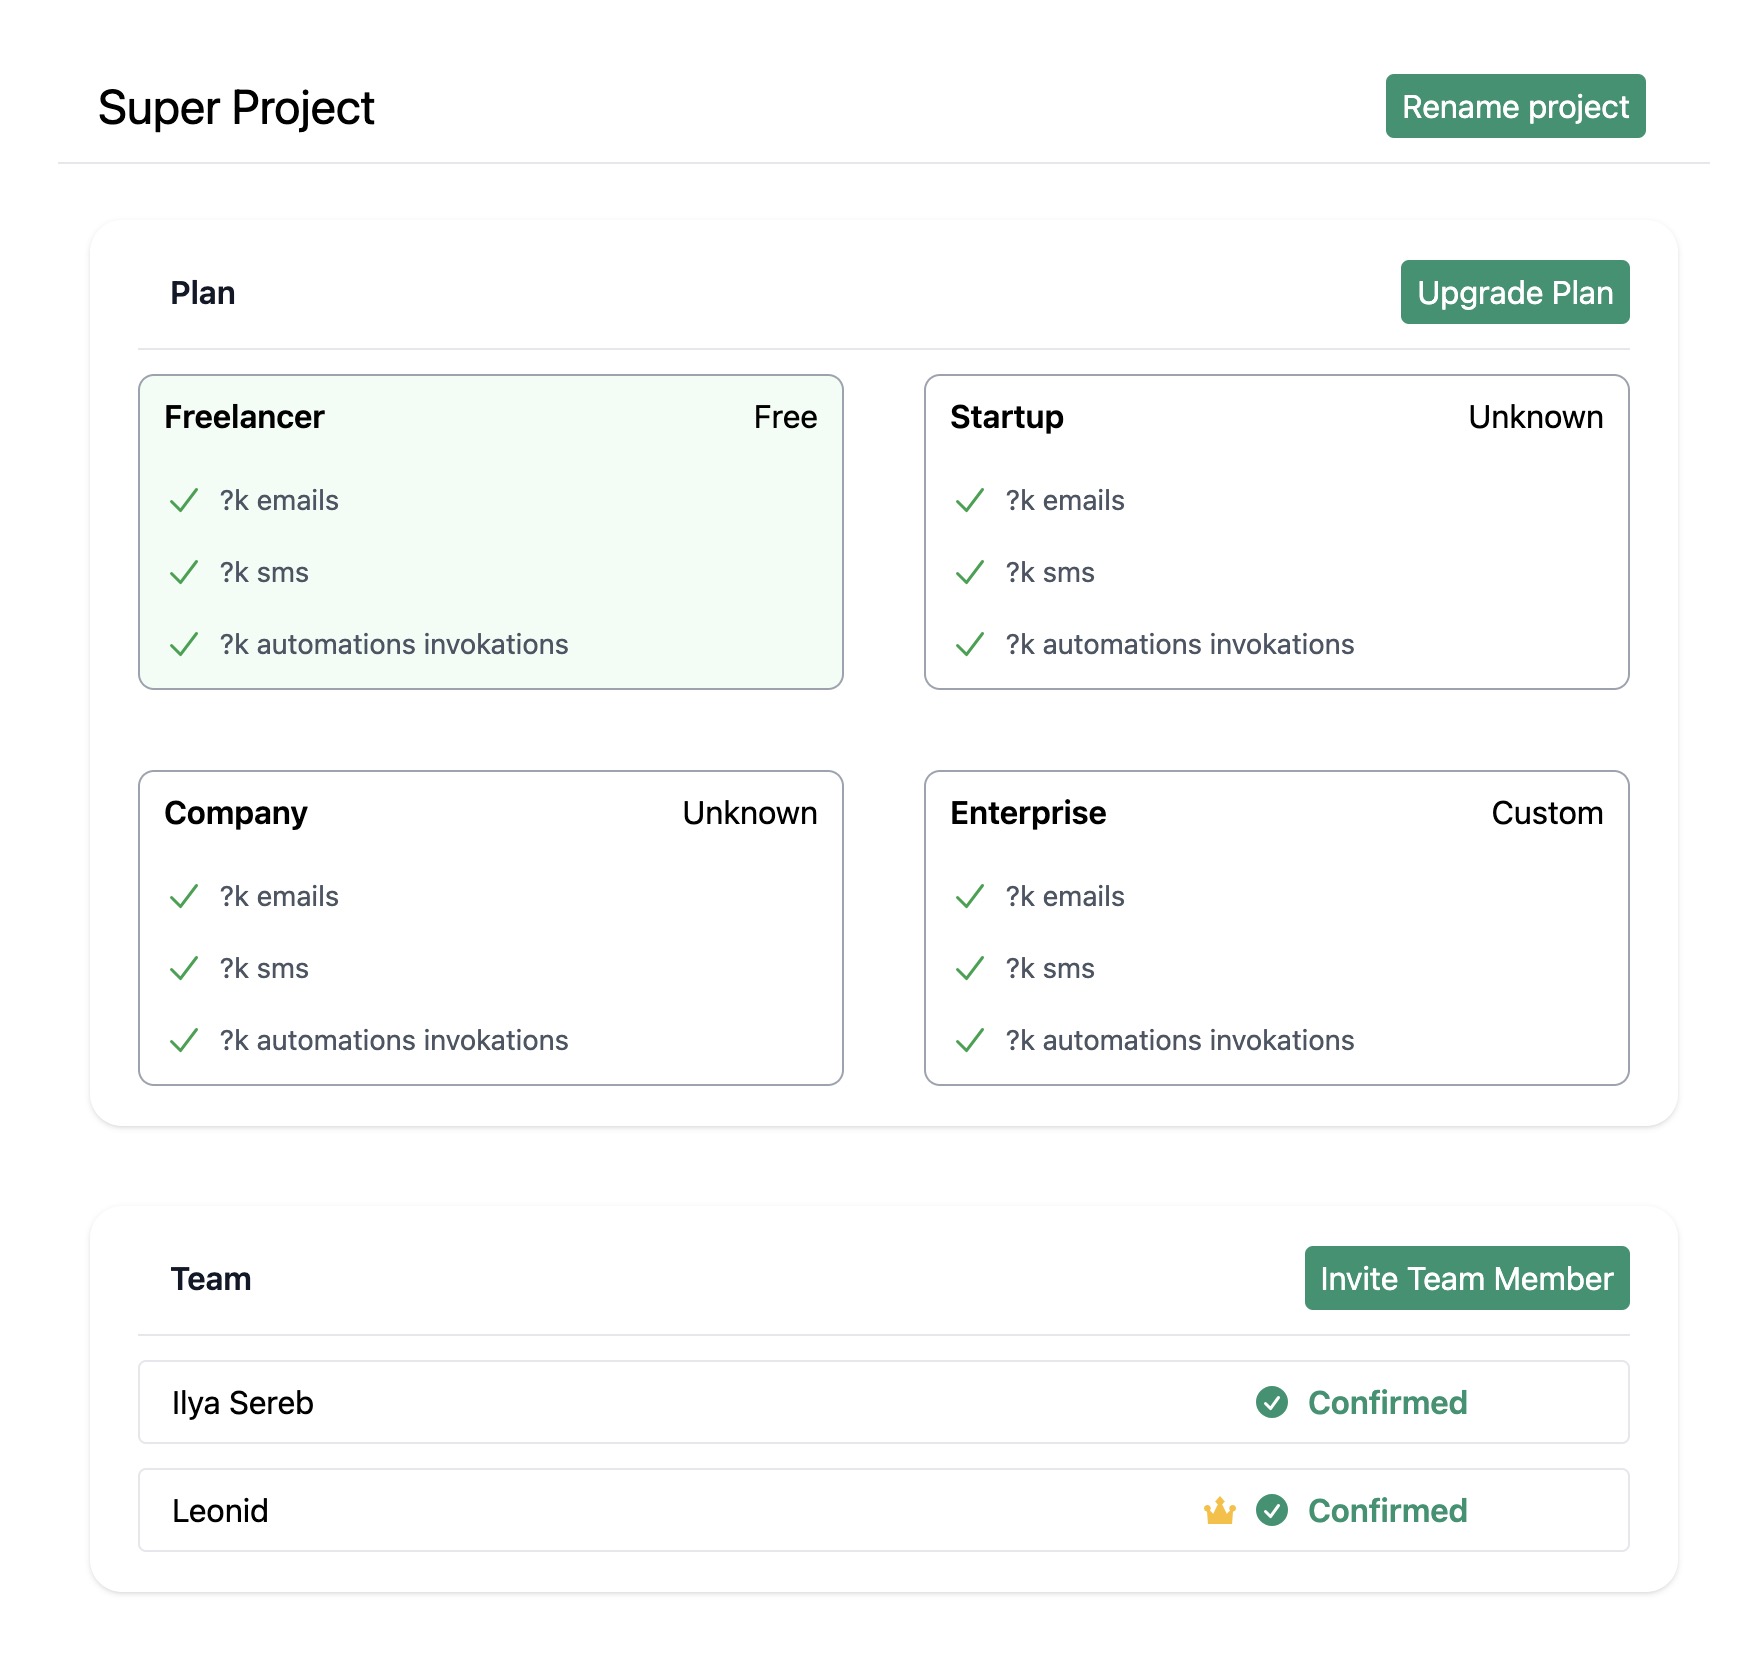 Super Project
Rename project
Plan
Upgrade Plan
Freelancer
Free
?k emails
?k sms
?k automations invokations
Startup
Unknown
?k emails
?k sms
?k automations invokations
Company
Unknown
?k emails
?k sms
?k automations invokations
Enterprise
Custom
?k emails
?k sms
?k automations invokations
Team
Invite Team Member
Ilya Sereb
Confirmed
Leonid
Confirmed